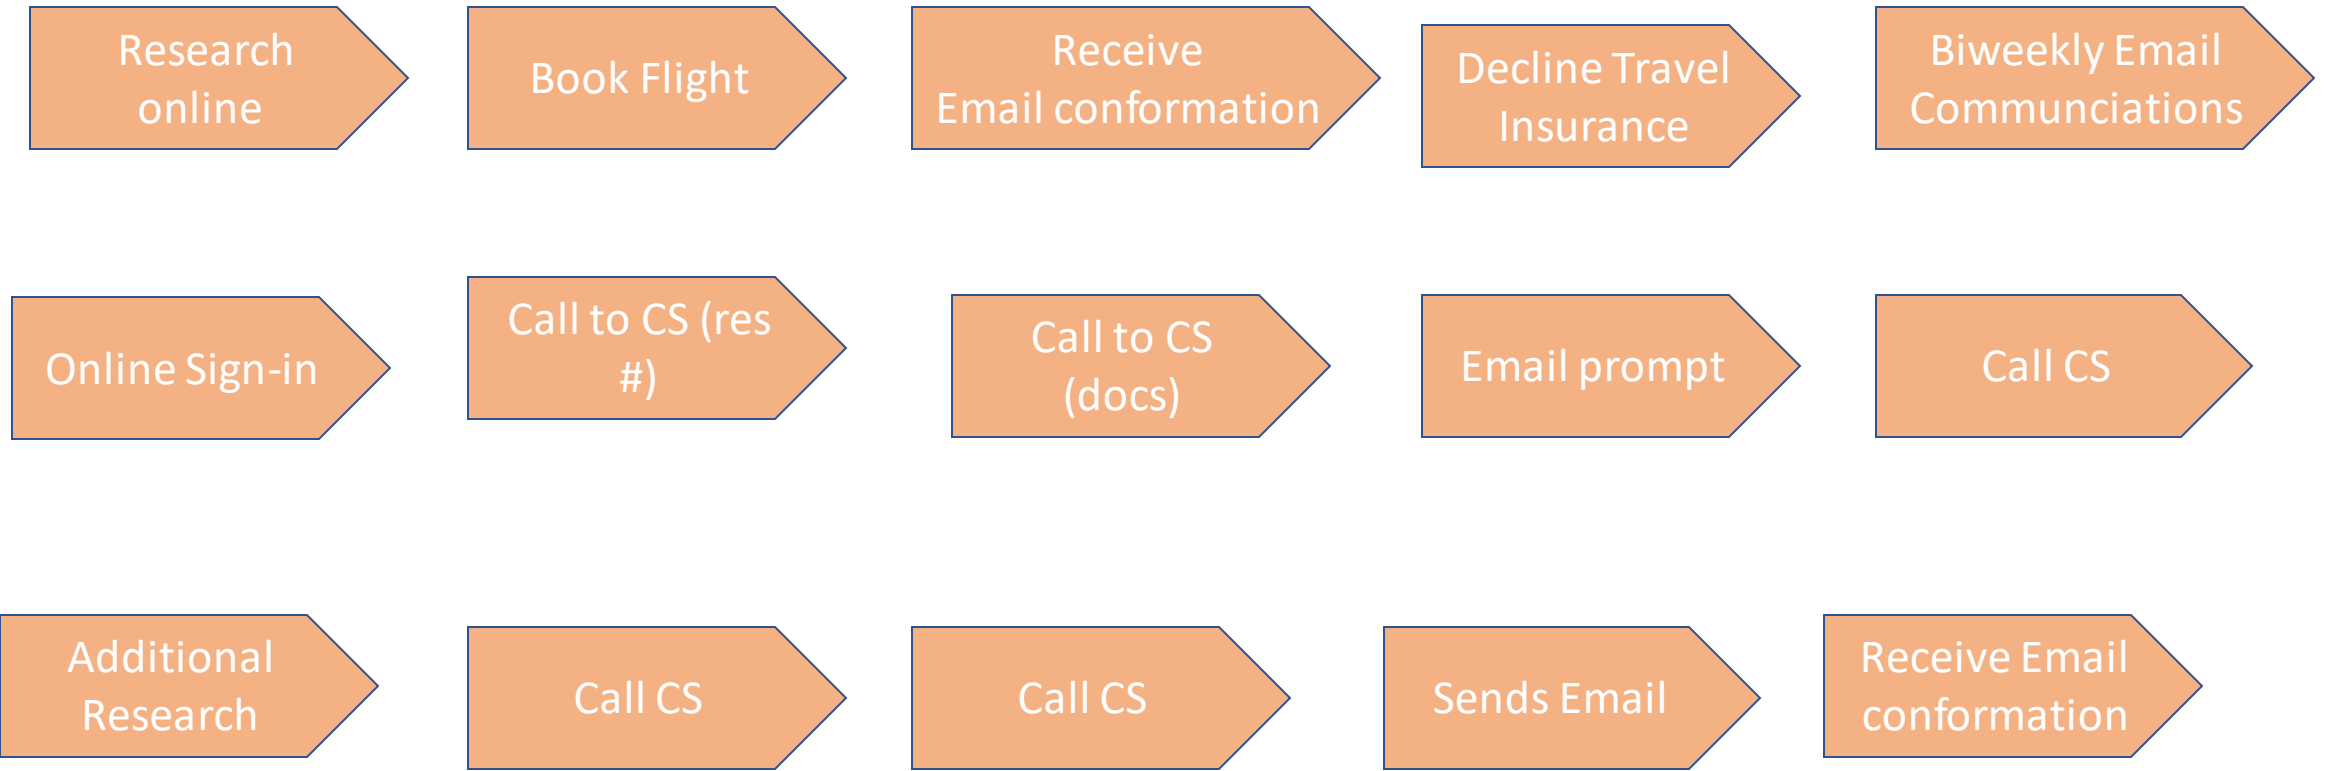 Research
online
Book Flight
Receive
Email conformation
Decline Travel
Insurance
Biweekly Email
Communciations
Online Sign-in
Call to CS (res
#)
Call to CS
(docs)
Email prompt
Call CS
Additional
Research
Call CS
Call CS
Sends Email
Receive Email
conformation